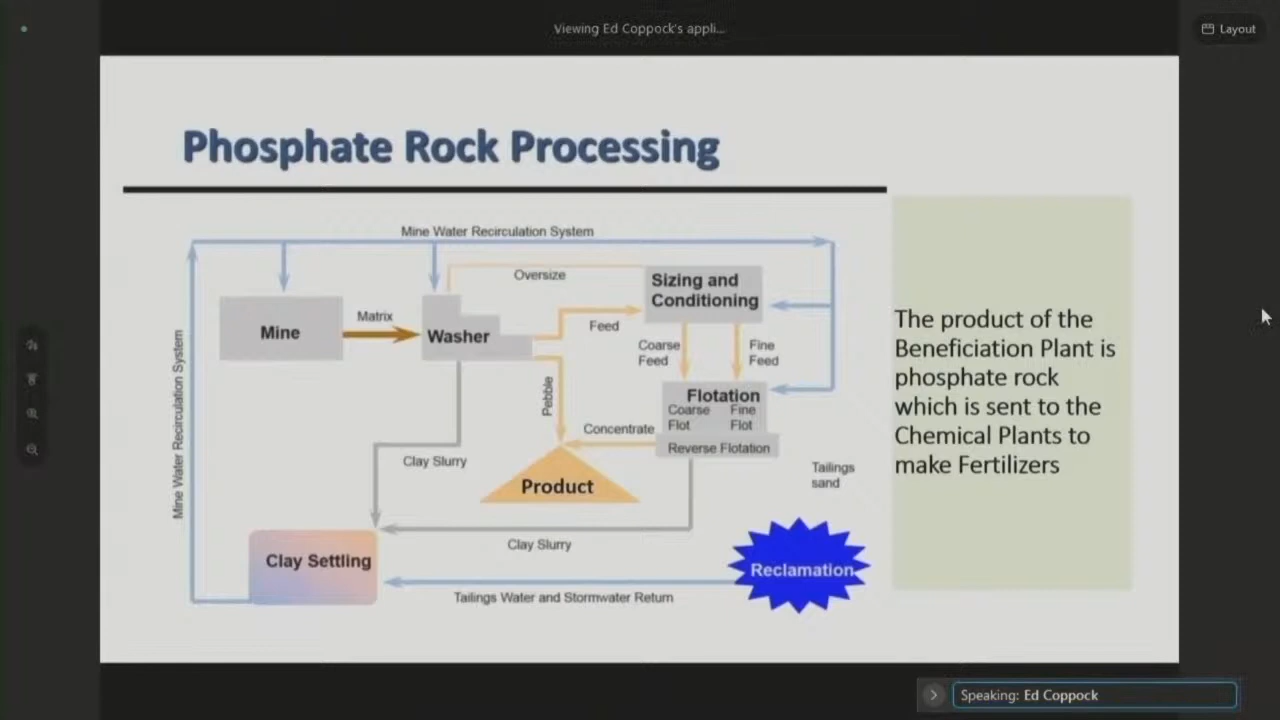 Viewing Ed Coppock's appli...
Layout
Phosphate Rock Processing
Mine Water Recirculation System
Oversize
Sizing and
Conditioning
Mine
Matrix
Washer
Feed
Coarse
Feed
Fine
Feed
Mine Water Recirculation System
Pebble
Flotation
Coarse
Flot
Fine
Flot
Concentrate
Reverse Flotation
Clay Slurry
Product
Tailings
sand
Clay Slurry
Clay Settling
Reclamation
Tailings Water and Stormwater Return
The product of the
Beneficiation Plant is
phosphate rock
which is sent to the
Chemical Plants to
make Fertilizers
Speaking: Ed Coppock